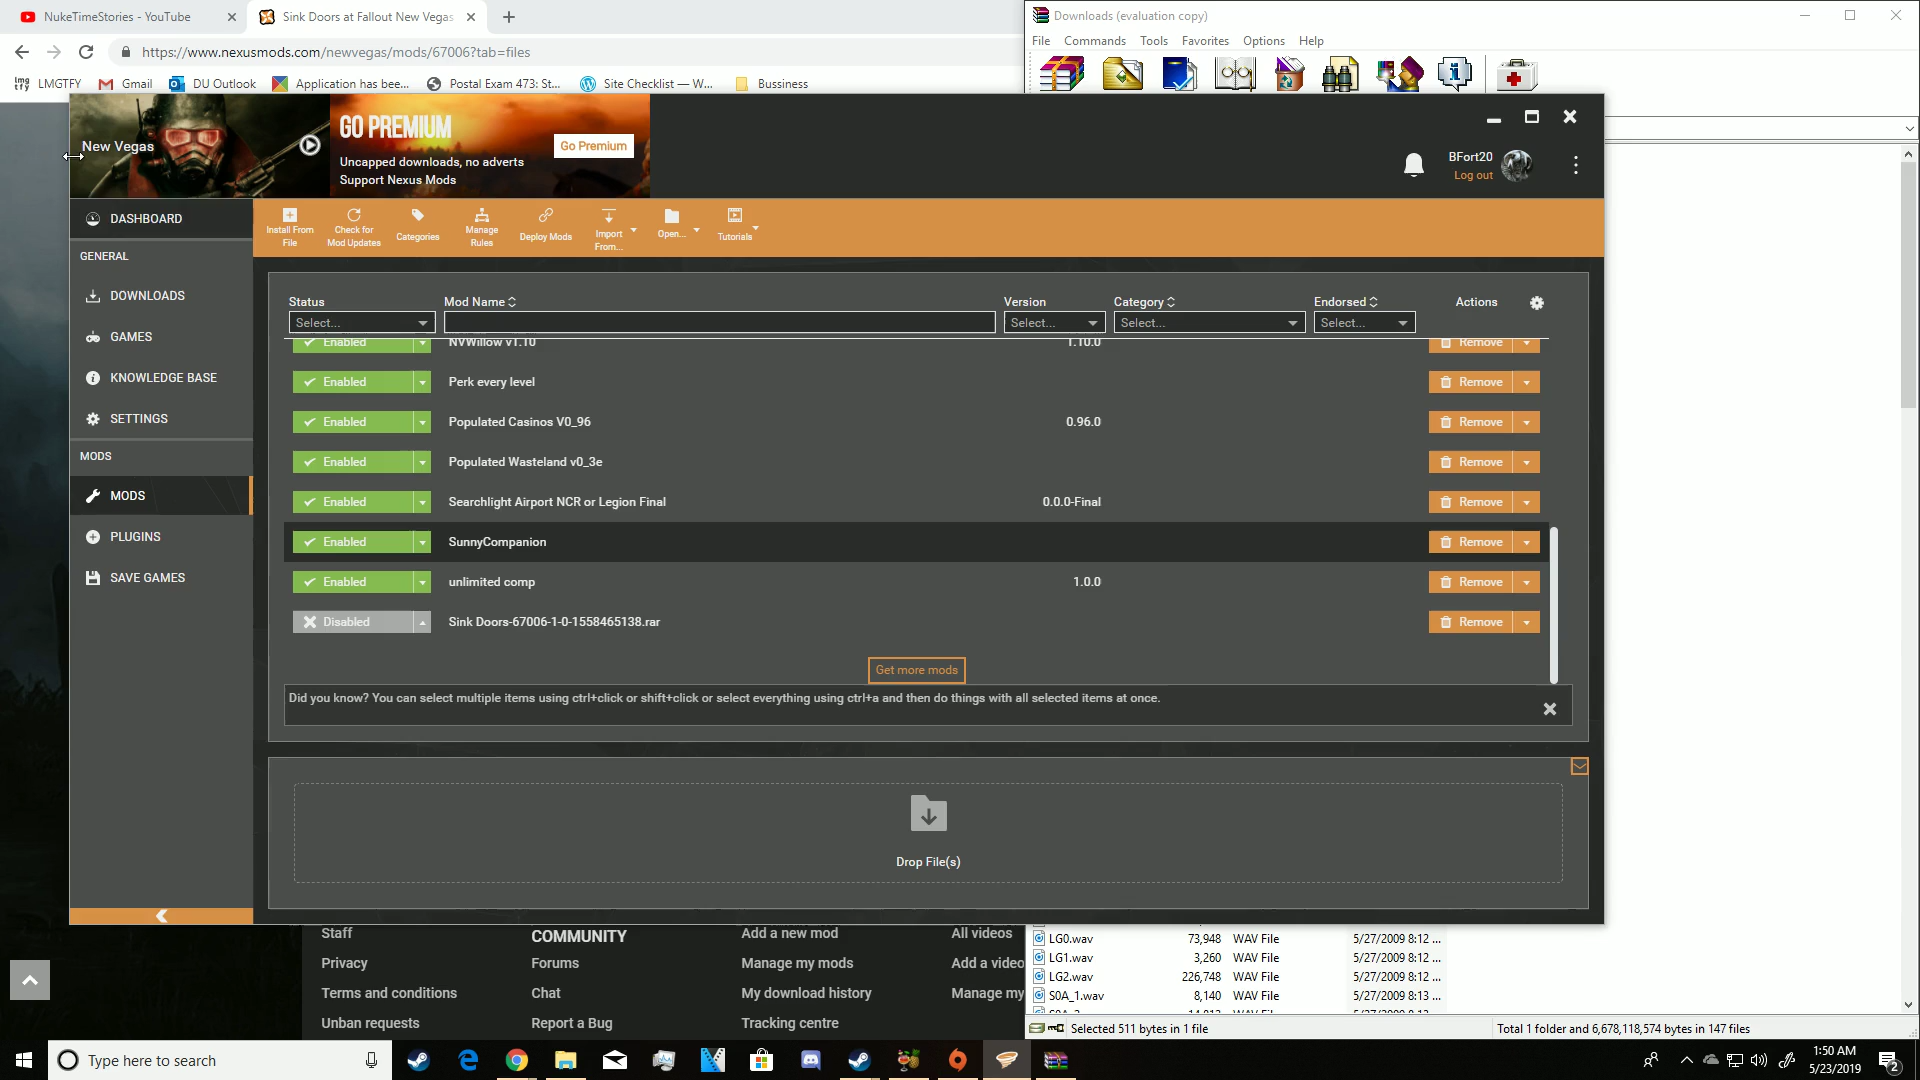 NukeTimeStories - YouTube
Sink Doors at Fallout New Vegas
Downloads (evaluation copy)
File Commands Tools Favorites Options Help
https://www.nexusmods.com/newvegas/mods/67006?tab=files
LMGTFY Gmail DU Outlook Application has bee... Postal Exam 473: St... Site Checklist — W... Bussiness
New Vegas
GO PREMIUM
Uncapped downloads, no adverts
Support Nexus Mods
Go Premium
BFort20
Log out
DASHBOARD
GENERAL
DOWNLOADS
GAMES
KNOWLEDGE BASE
SETTINGS
MODS
MODS
PLUGINS
SAVE GAMES
Install From File
Check for Mod Updates
Categories
Manage Rules
Deploy Mods
Import From...
Open...
Tutorials
Status Mod Name Version Category Endorsed Actions
Select... Select... Select... Select...
Enabled NVWillow v1.10 1.10.0 Remove
Enabled Perk every level Remove
Enabled Populated Casinos V0_96 0.96.0 Remove
Enabled Populated Wasteland v0_3e Remove
Enabled Searchlight Airport NCR or Legion Final 0.0.0-Final Remove
Enabled SunnyCompanion Remove
Enabled unlimited comp 1.0.0 Remove
Disabled Sink Doors-67006-1-0-1558465138.rar Remove
Get more mods
Did you know? You can select multiple items using ctrl+click or shift+click or select everything using ctrl+a and then do things with all selected items at once.
Drop File(s)
Staff COMMUNITY Add a new mod All videos
Privacy Forums Manage my mods Add a video
Terms and conditions Chat My download history Manage my
Unban requests Report a Bug Tracking centre
LG0.wav 73,948 WAV File 5/27/2009 8:12 ...
LG1.wav 3,260 WAV File 5/27/2009 8:12 ...
LG2.wav 226,748 WAV File 5/27/2009 8:12 ...
S0A_1.wav 8,140 WAV File 5/27/2009 8:13 ...
Selected 511 bytes in 1 file
Total 1 folder and 6,678,118,574 bytes in 147 files
Type here to search
1:50 AM
5/23/2019
2